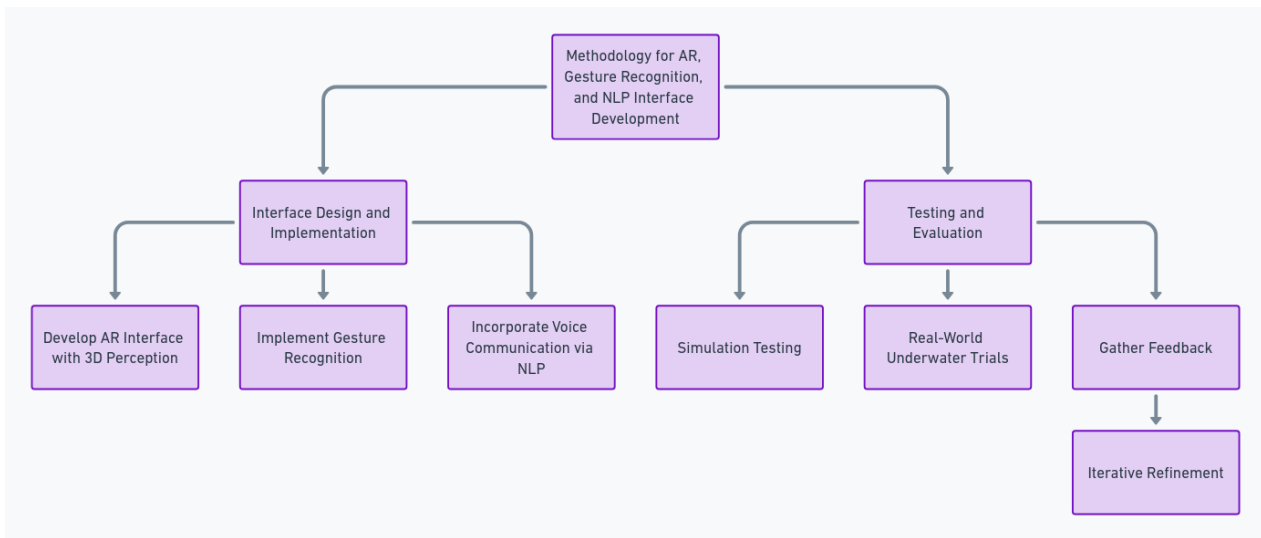 Methodology for AR,
Gesture Recognition,
and NLP Interface
Development
Interface Design and
Implementation
Testing and
Evaluation
Develop AR Interface
with 3D Perception
Implement Gesture
Recognition
Incorporate Voice
Communication via
NLP
Simulation Testing
Real-World
Underwater Trials
Gather Feedback
Iterative Refinement